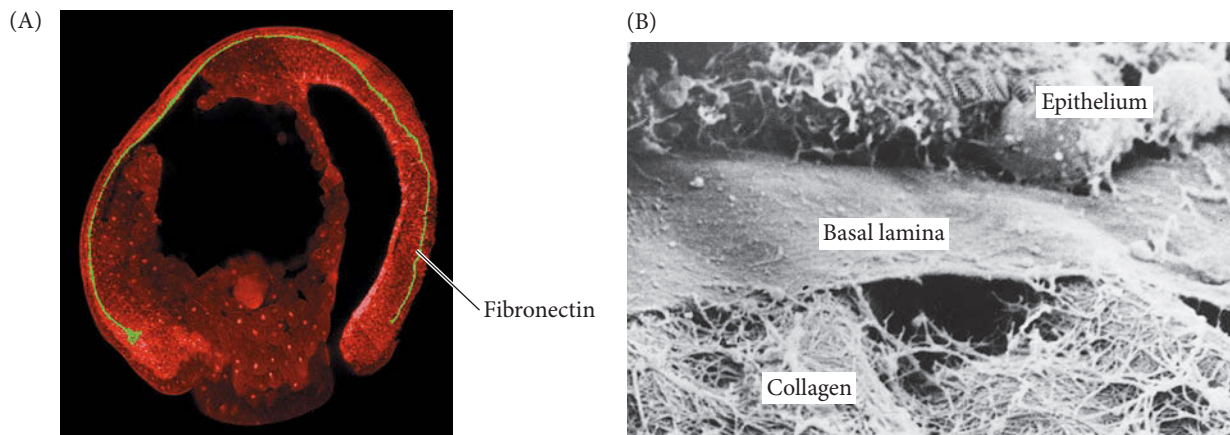 (A)
(B)
Epithelium
Basal lamina
Fibronectin
Collagen